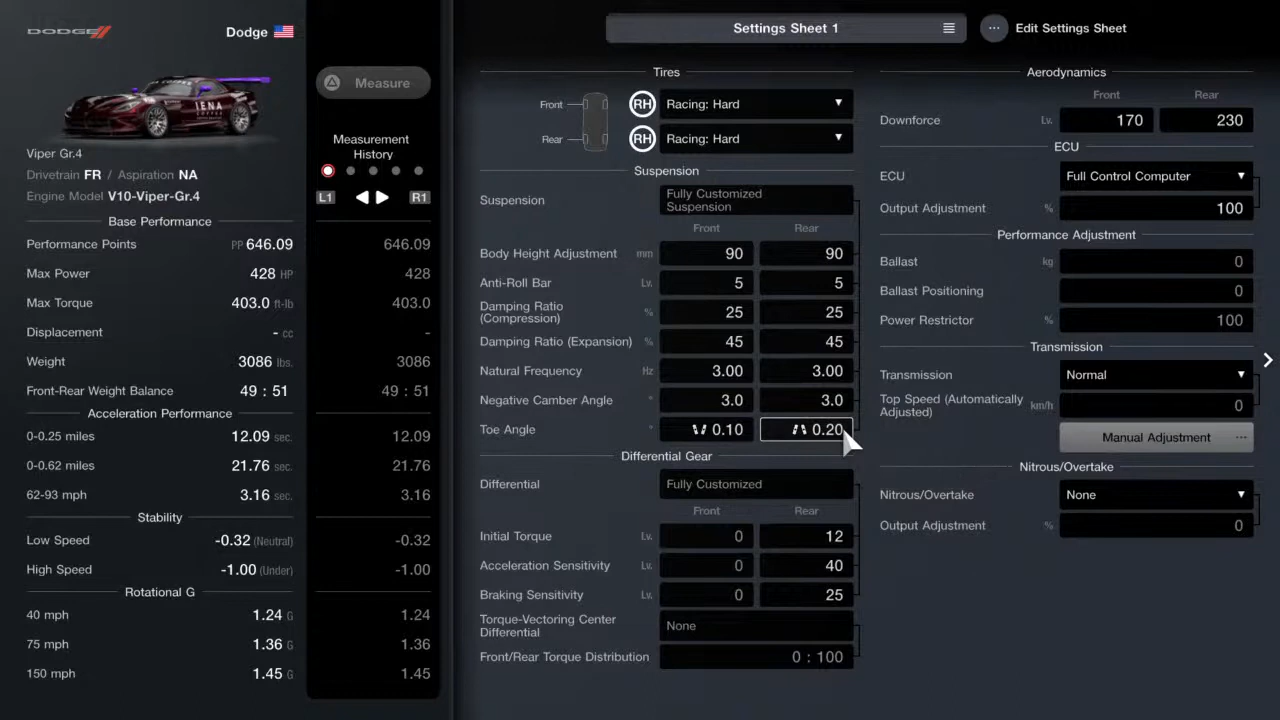 DODGE
Dodge
IENA
Viper Gr.4
Drivetrain FR / Aspiration NA
Engine Model V10-Viper-Gr.4
Base Performance
Performance Points PP 646.09
Max Power 428 HP
Max Torque 403.0 ft-lb
Displacement - cc
Weight 3086 lbs.
Front-Rear Weight Balance 49 : 51
Acceleration Performance
0-0.25 miles 12.09 sec.
0-0.62 miles 21.76 sec.
62-93 mph 3.16 sec.
Stability
Low Speed -0.32 (Neutral)
High Speed -1.00 (Under)
Rotational G
40 mph 1.24 G
75 mph 1.36 G
150 mph 1.45 G
Measure
Measurement
History
L1 R1
646.09
428
403.0
-
3086
49 : 51
12.09
21.76
3.16
-0.32
-1.00
1.24
1.36
1.45
Settings Sheet 1
Edit Settings Sheet
Tires
Front RH Racing: Hard
Rear RH Racing: Hard
Suspension
Suspension Fully Customized
Suspension
Front Rear
Body Height Adjustment mm 90 90
Anti-Roll Bar Lv. 5 5
Damping Ratio
(Compression) % 25 25
Damping Ratio (Expansion) % 45 45
Natural Frequency Hz 3.00 3.00
Negative Camber Angle ° 3.0 3.0
Toe Angle ° 0.10 0.20
Differential Gear
Differential Fully Customized
Front Rear
Initial Torque Lv. 0 12
Acceleration Sensitivity Lv. 0 40
Braking Sensitivity Lv. 0 25
Torque-Vectoring Center
Differential None
Front/Rear Torque Distribution 0 : 100
Aerodynamics
Front Rear
Downforce Lv. 170 230
ECU
ECU Full Control Computer
Output Adjustment % 100
Performance Adjustment
Ballast kg 0
Ballast Positioning 0
Power Restrictor % 100
Transmission
Transmission Normal
Top Speed (Automatically
Adjusted) km/h 0
Manual Adjustment
Nitrous/Overtake
Nitrous/Overtake None
Output Adjustment % 0